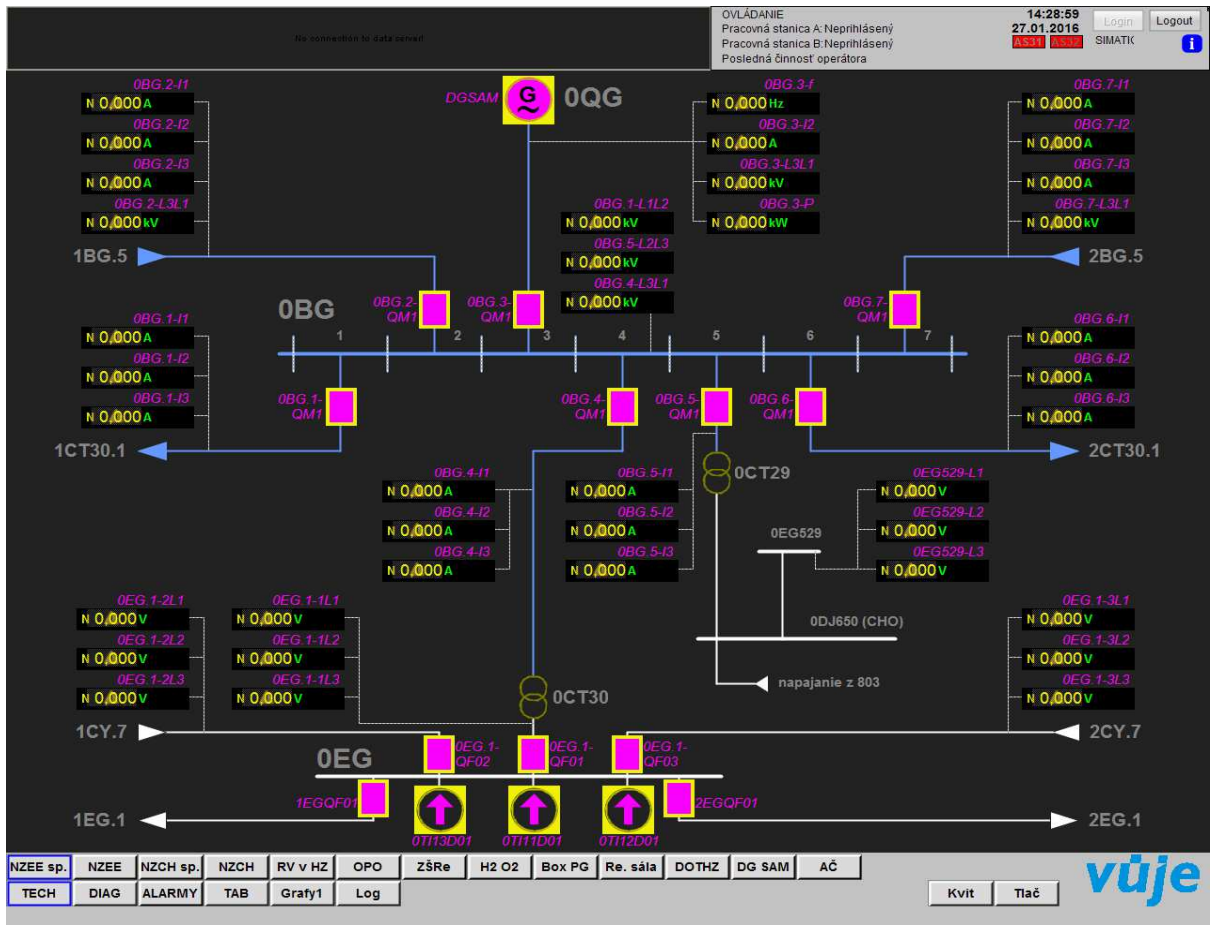 No connection to data server!
OVLÁDANIE
Pracovná stanica A: Neprihlásený
Pracovná stanica B: Neprihlásený
Posledná činnosť operátora
14:28:59
27.01.2016
AS31 AS32
Login
Logout
SIMATIC
i
0BG.2-I1
N 0,000 A
0BG.2-I2
N 0,000 A
0BG.2-I3
N 0,000 A
0BG.2-L3L1
N 0,000 kV
DGSAM
G
0QG
0BG.3-f
N 0,000 Hz
0BG.3-I2
N 0,000 A
0BG.3-L3L1
N 0,000 kV
0BG.3-P
N 0,000 kW
0BG.7-I1
N 0,000 A
0BG.7-I2
N 0,000 A
0BG.7-I3
N 0,000 A
0BG.7-L3L1
N 0,000 kV
0BG.1-L1L2
N 0,000 kV
0BG.5-L2L3
N 0,000 kV
0BG.4-L3L1
N 0,000 kV
1BG.5
2BG.5
0BG
0BG.2-
QM1
0BG.3-
QM1
0BG.7-
QM1
1 2 3 4 5 6 7
0BG.1-I1
N 0,000 A
0BG.1-I2
N 0,000 A
0BG.1-I3
N 0,000 A
0BG.6-I1
N 0,000 A
0BG.6-I2
N 0,000 A
0BG.6-I3
N 0,000 A
0BG.1-
QM1
0BG.4-
QM1
0BG.5-
QM1
0BG.6-
QM1
1CT30.1
2CT30.1
0BG.4-I1
N 0,000 A
0BG.4-I2
N 0,000 A
0BG.4-I3
N 0,000 A
0BG.5-I1
N 0,000 A
0BG.5-I2
N 0,000 A
0BG.5-I3
N 0,000 A
0CT29
0EG529-L1
N 0,000 V
0EG529-L2
N 0,000 V
0EG529-L3
N 0,000 V
0EG529
0DJ650 (CHO)
napajanie z 803
0EG.1-2L1
N 0,000 V
0EG.1-2L2
N 0,000 V
0EG.1-2L3
N 0,000 V
0EG.1-1L1
N 0,000 V
0EG.1-1L2
N 0,000 V
0EG.1-1L3
N 0,000 V
0EG.1-3L1
N 0,000 V
0EG.1-3L2
N 0,000 V
0EG.1-3L3
N 0,000 V
0CT30
1CY.7
2CY.7
0EG
0EG.1-
QF02
0EG.1-
QF01
0EG.1-
QF03
1EGQF01
2EGQF01
1EG.1
2EG.1
0TI13D01
0TI11D01
0TI12D01
NZEE sp. NZEE NZCH sp. NZCH RV v HZ OPO ZŠRe H2 O2 Box PG Re. sála DOTHZ DG SAM AČ
TECH DIAG ALARMY TAB Grafy1 Log Kvit Tlač
vúje